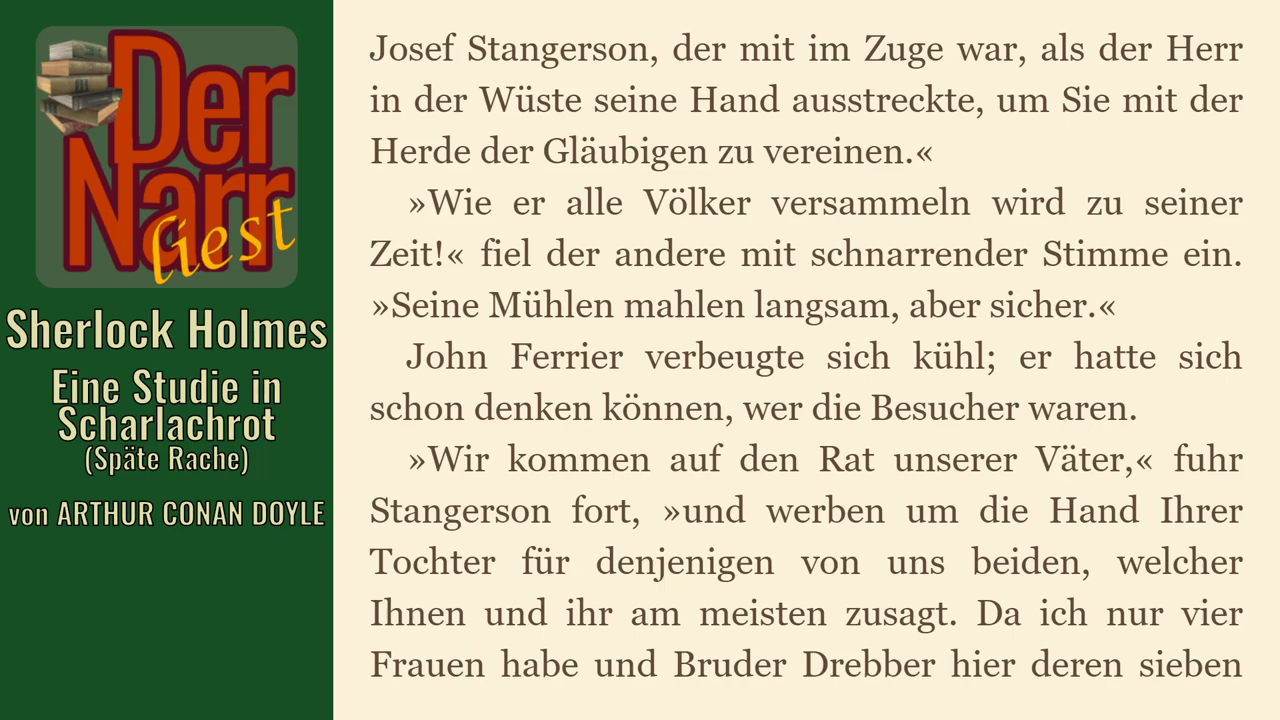 Der
Narr
liest
Sherlock Holmes
Eine Studie in
Scharlachrot
(Späte Rache)
von ARTHUR CONAN DOYLE
Josef Stangerson, der mit im Zuge war, als der Herr
in der Wüste seine Hand ausstreckte, um Sie mit der
Herde der Gläubigen zu vereinen.«
»Wie er alle Völker versammeln wird zu seiner
Zeit!« fiel der andere mit schnarrender Stimme ein.
»Seine Mühlen mahlen langsam, aber sicher.«
John Ferrier verbeugte sich kühl; er hatte sich
schon denken können, wer die Besucher waren.
»Wir kommen auf den Rat unserer Väter,« fuhr
Stangerson fort, »und werben um die Hand Ihrer
Tochter für denjenigen von uns beiden, welcher
Ihnen und ihr am meisten zusagt. Da ich nur vier
Frauen habe und Bruder Drebber hier deren sieben